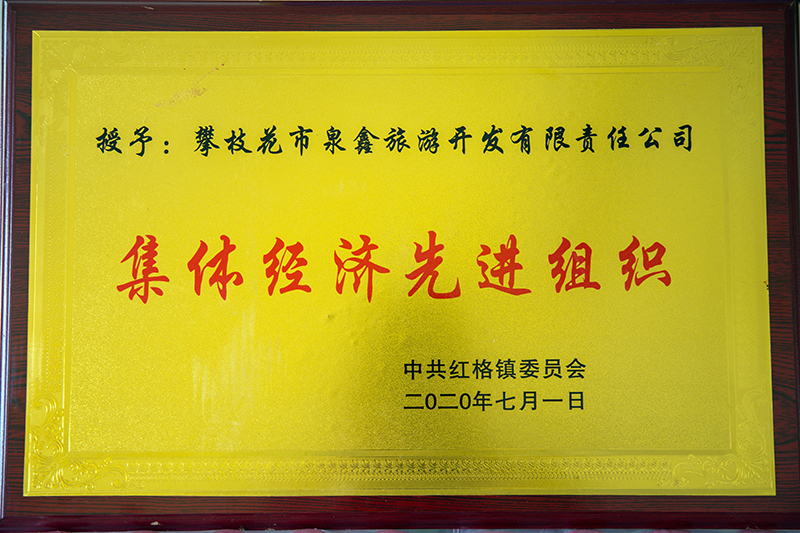 授予：攀枝花市泉鑫旅游开发有限责任公司
集体经济先进组织
中共红格镇委员会
二0二0年七月一日